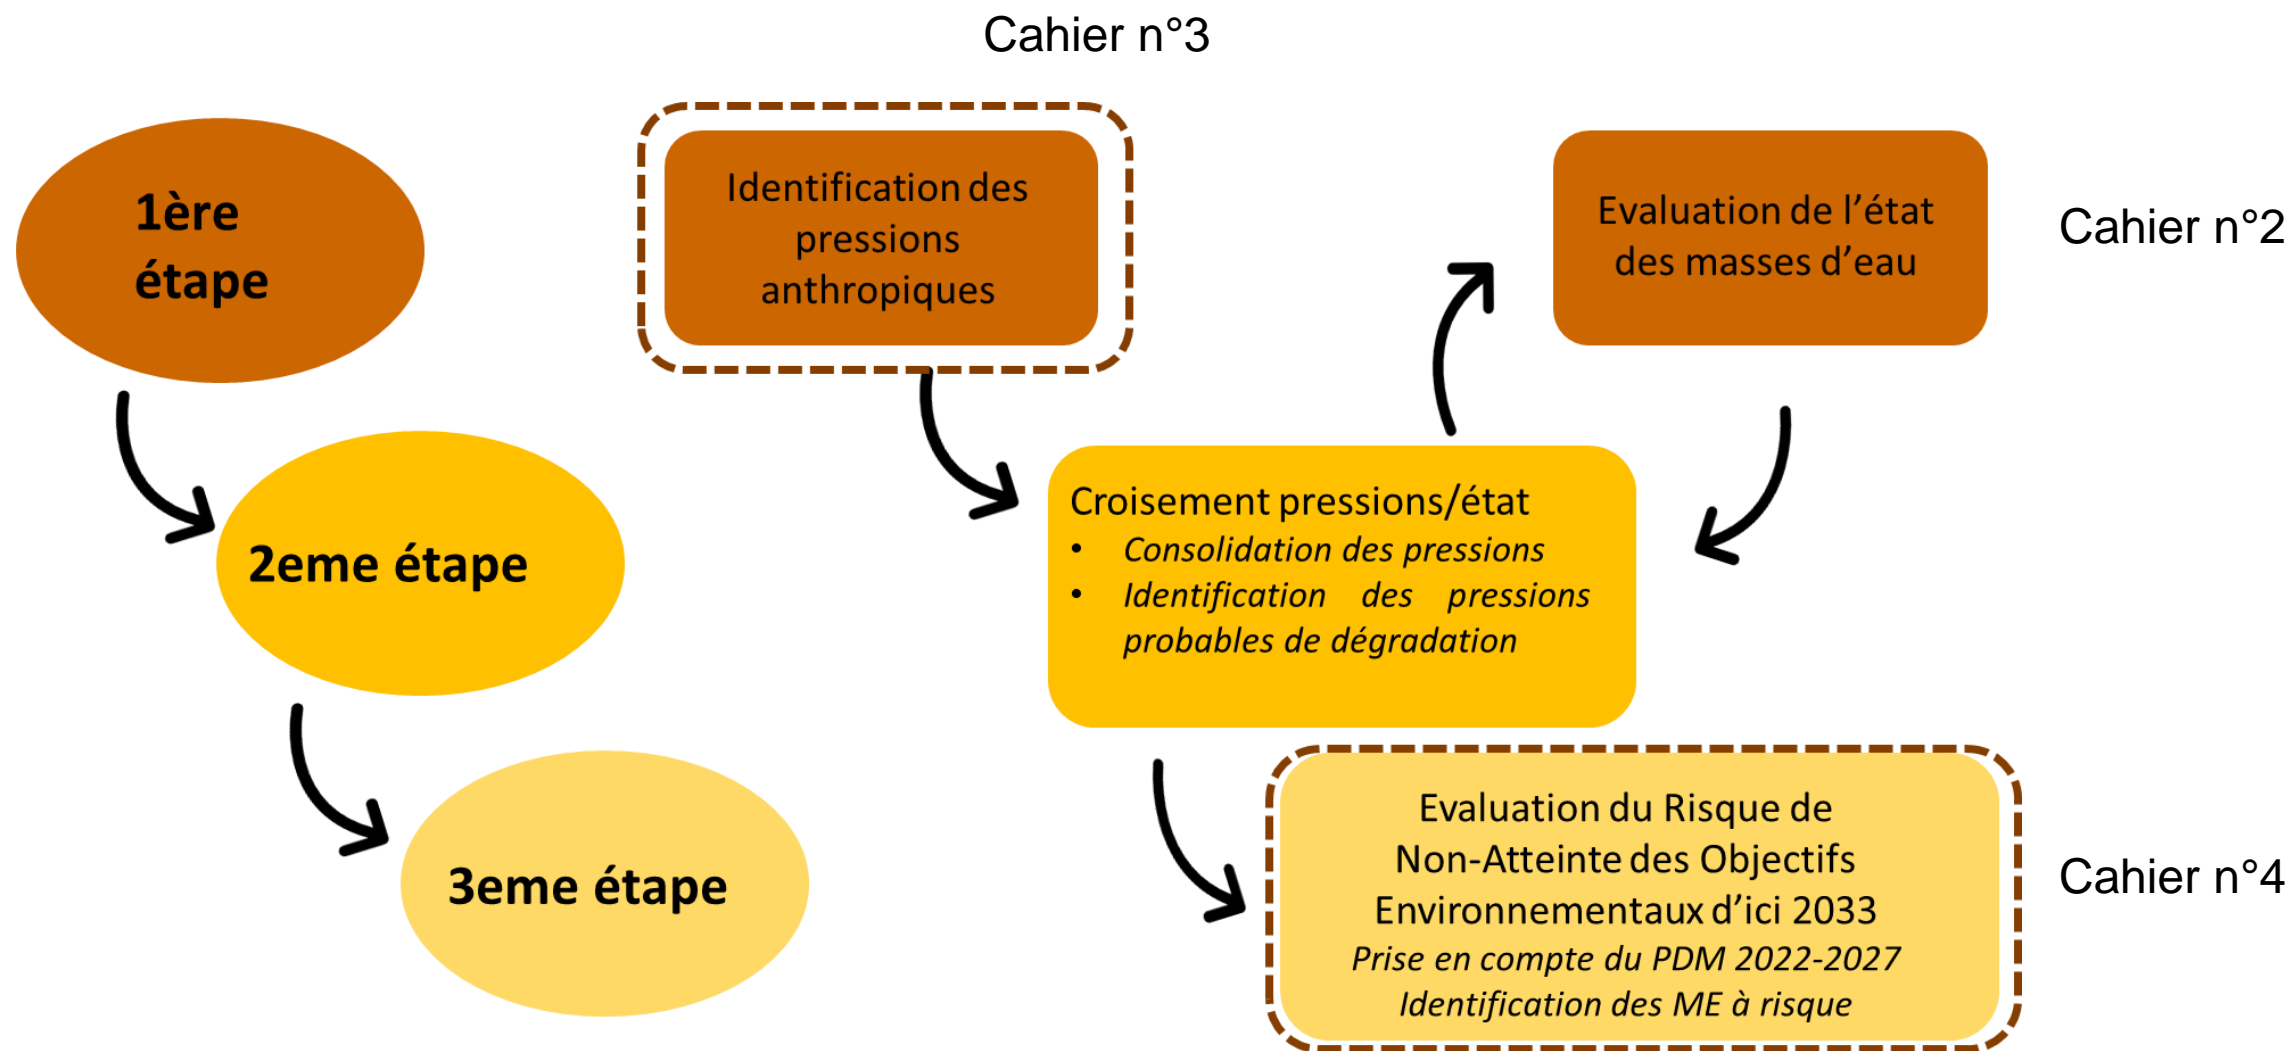 Cahier n°3
1ère
étape
Identification des
pressions
anthropiques
Evaluation de l’état
des masses d’eau
Cahier n°2
2eme étape
Croisement pressions/état
• Consolidation des pressions
• Identification des pressions
probables de dégradation
3eme étape
Evaluation du Risque de
Non-Atteinte des Objectifs
Environnementaux d’ici 2033
Prise en compte du PDM 2022-2027
Identification des ME à risque
Cahier n°4